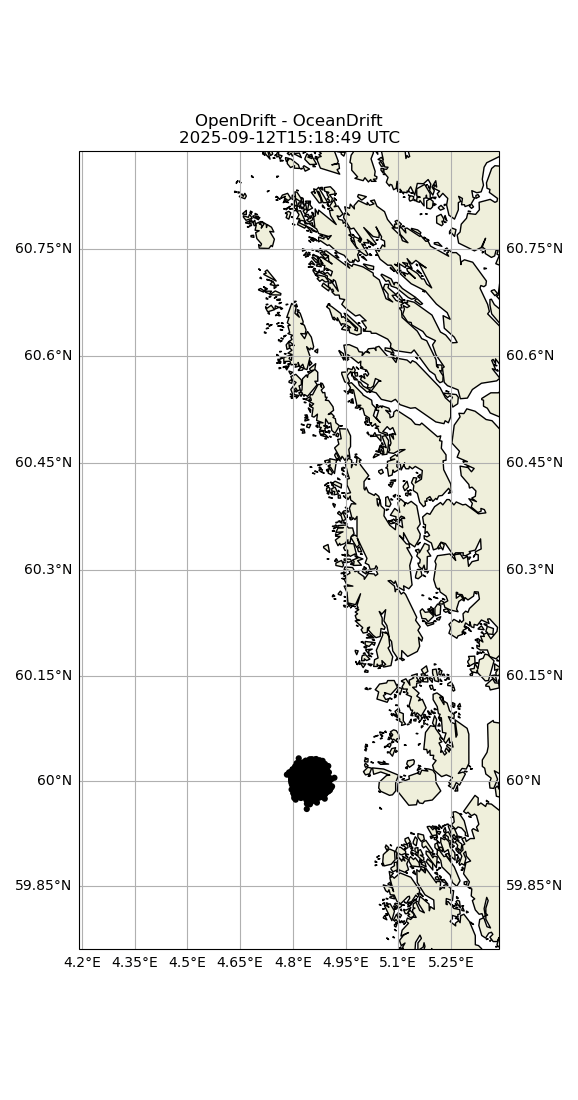 OpenDrift - OceanDrift
2025-09-12T15:18:49 UTC
60.75°N 60.75°N
60.6°N 60.6°N
60.45°N 60.45°N
60.3°N 60.3°N
60.15°N 60.15°N
60°N 60°N
59.85°N 59.85°N
4.2°E 4.35°E 4.5°E 4.65°E 4.8°E 4.95°E 5.1°E 5.25°E